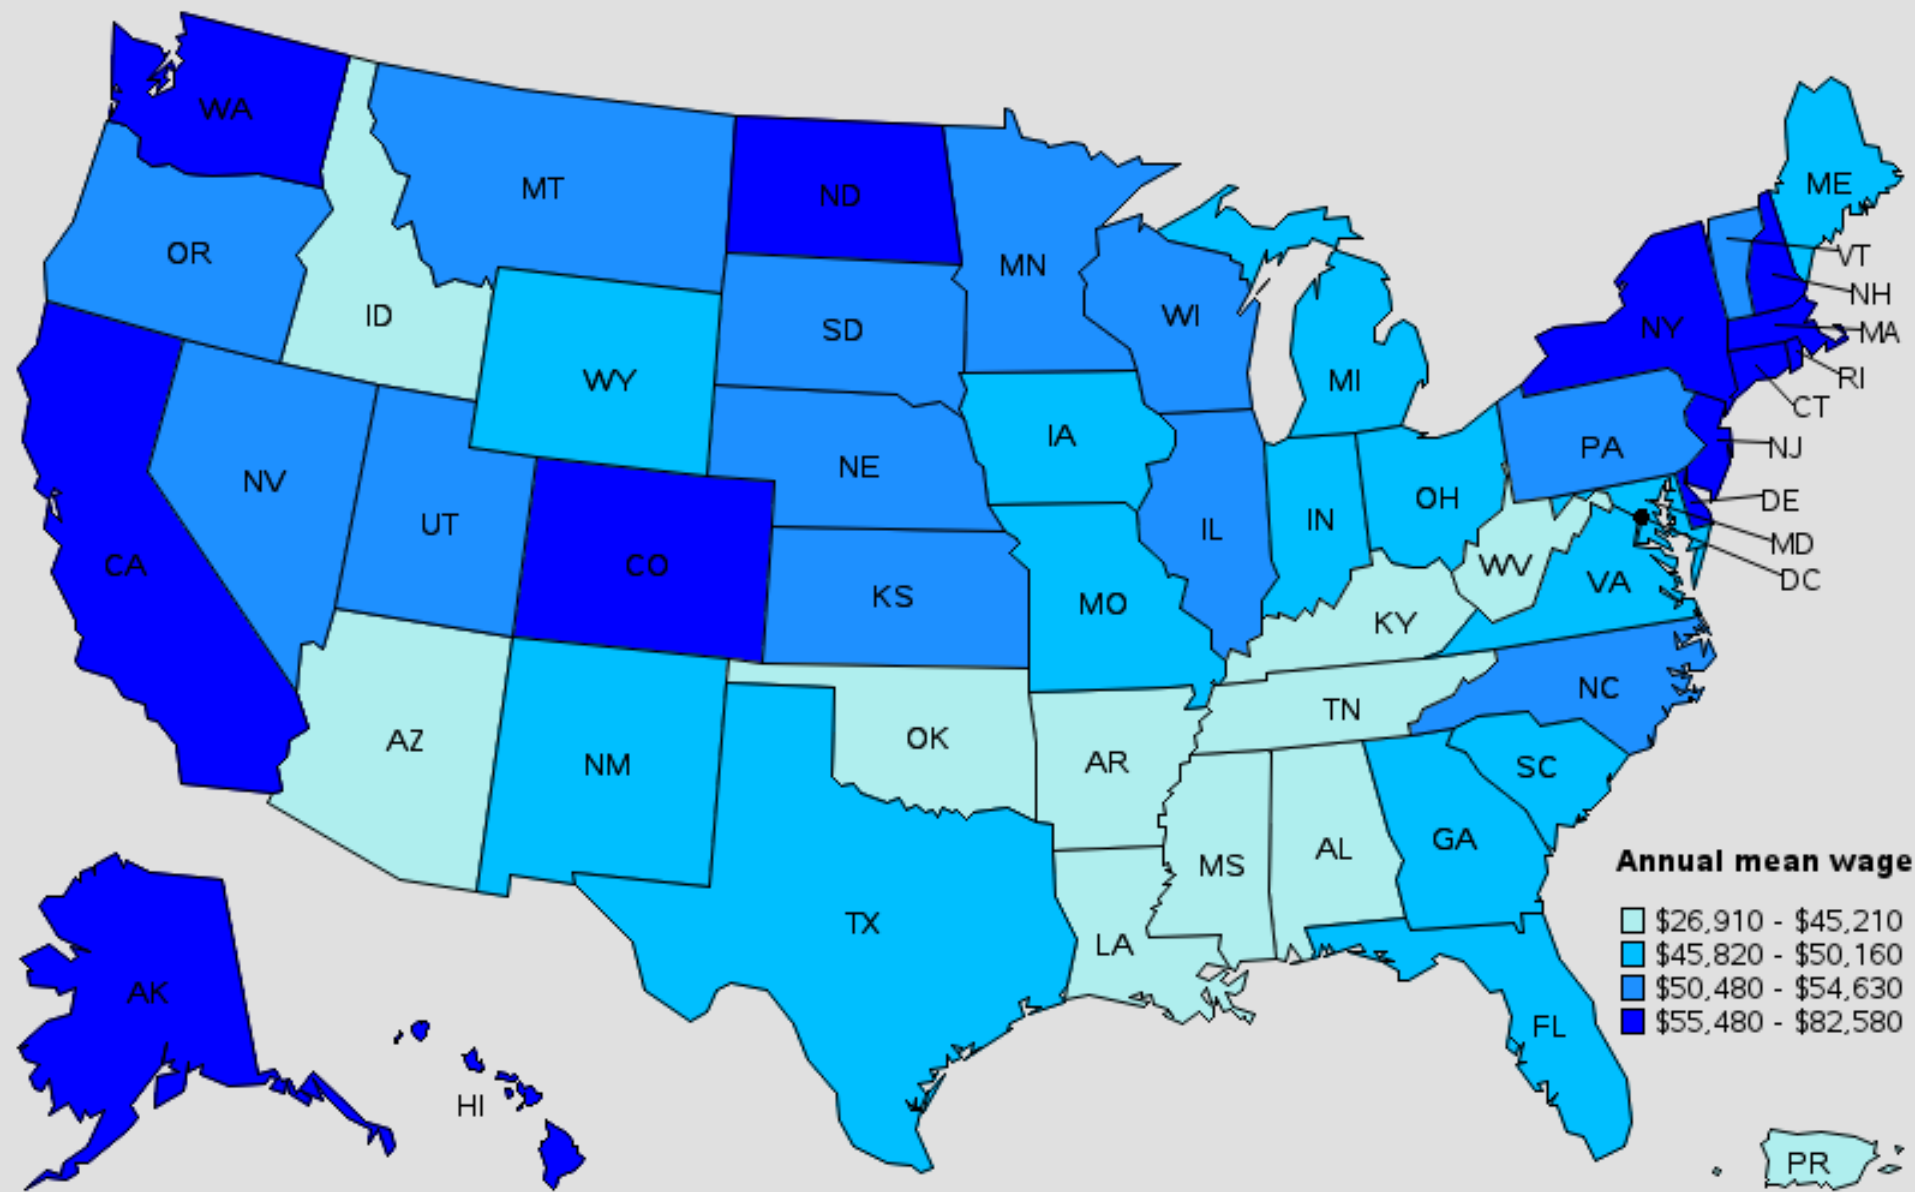 WA
MT
ND
OR
ID
MN
ME
VT
NH
MA
RI
CT
NJ
DE
MD
DC
WY
SD
WI
MI
NY
NV
UT
CO
NE
IA
IL
IN
OH
PA
CA
KS
MO
KY
WV
VA
AZ
NM
OK
AR
TN
NC
TX
LA
MS
AL
GA
SC
FL
AK
HI
PR
Annual mean wage
$26,910 - $45,210
$45,820 - $50,160
$50,480 - $54,630
$55,480 - $82,580